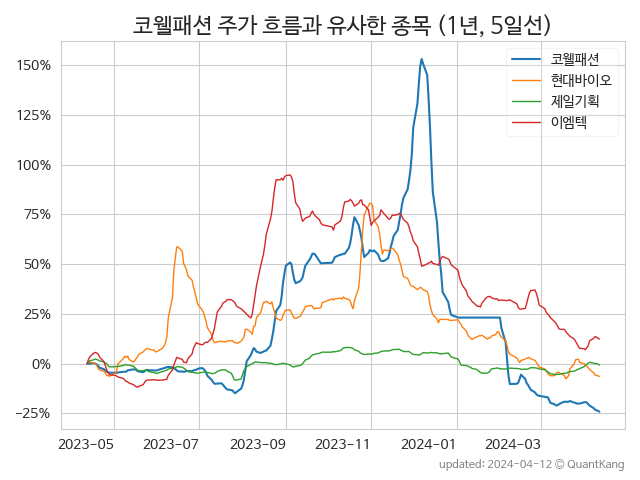 코웰패션 주가 흐름과 유사한 종목 (1년, 5일선)
코웰패션
현대바이오
제일기획
이엠텍
150%
125%
100%
75%
50%
25%
0%
−25%
2023-05 2023-07 2023-09 2023-11 2024-01 2024-03
updated: 2024-04-12 © QuantKang